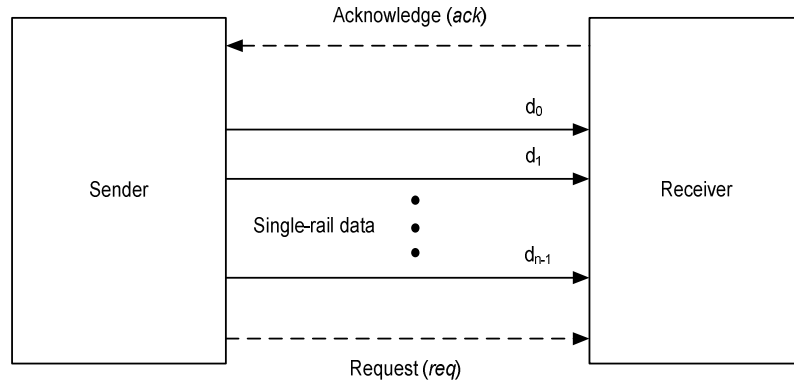 Acknowledge (ack)
d0
d1
Sender
Receiver
Single-rail data
dn-1
Request (req)